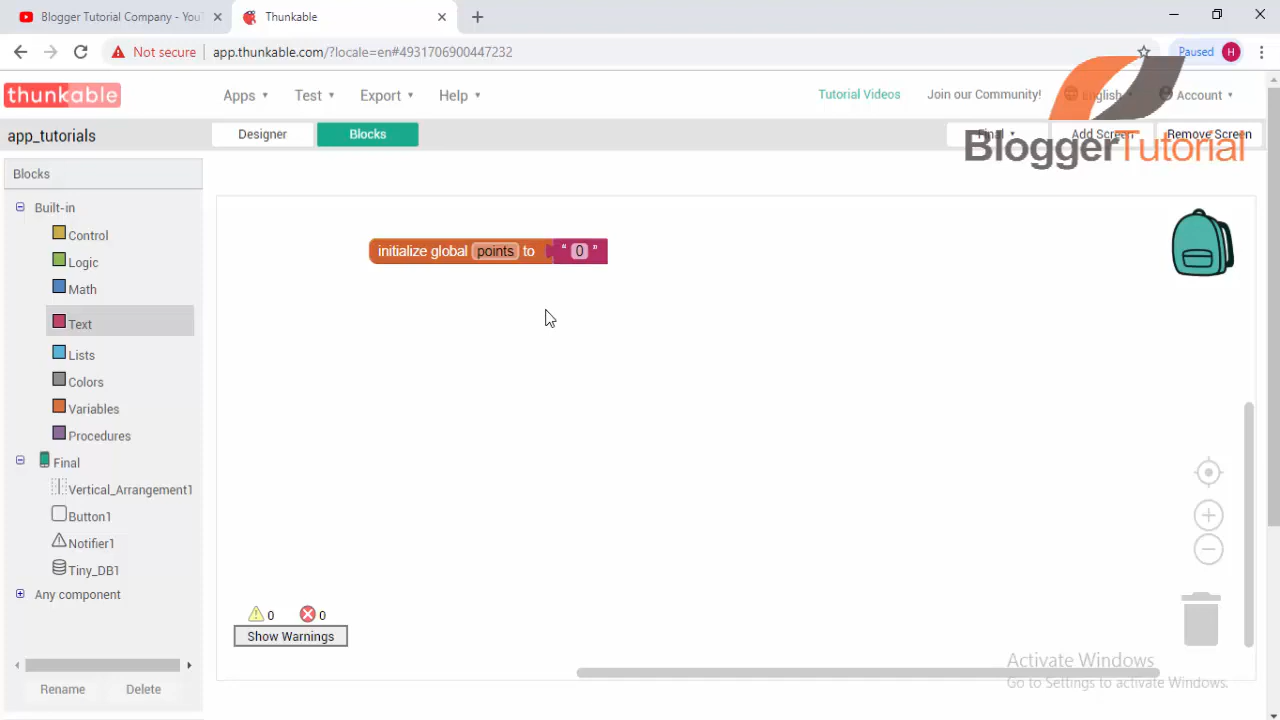 Blogger Tutorial Company - YouT
Thunkable
Not secure
app.thunkable.com/?locale=en#4931706900447232
Paused
H
thunkable
Apps
Test
Export
Help
Tutorial Videos
Join our Community!
English
Account
app_tutorials
Designer
Blocks
Final
Add Screen
Remove Screen
BloggerTutorial
Blocks
Built-in
Control
Logic
Math
Text
Lists
Colors
Variables
Procedures
Final
Vertical_Arrangement1
Button1
Notifier1
Tiny_DB1
Any component
Rename
Delete
initialize global points to “ 0 ”
0 0
Show Warnings
Activate Windows
Go to Settings to activate Windows.